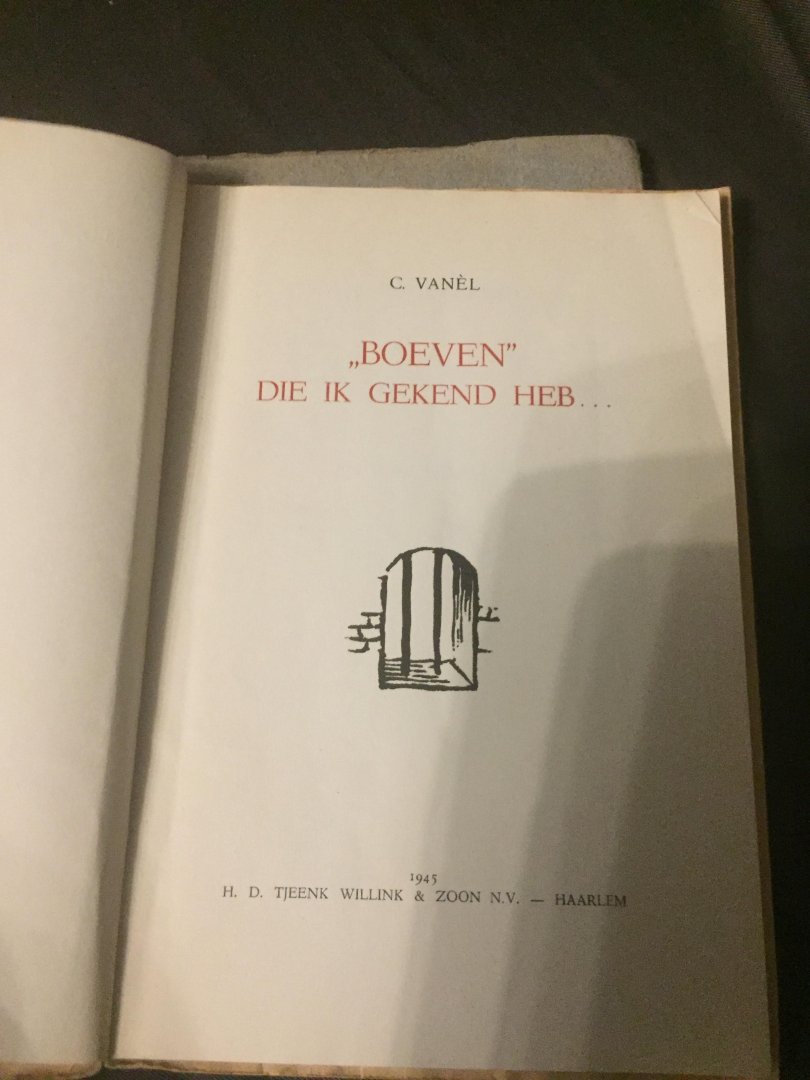 C. VANÈL
„BOEVEN”
DIE IK GEKEND HEB...
1945
H. D. TJEENK WILLINK & ZOON N.V. — HAARLEM